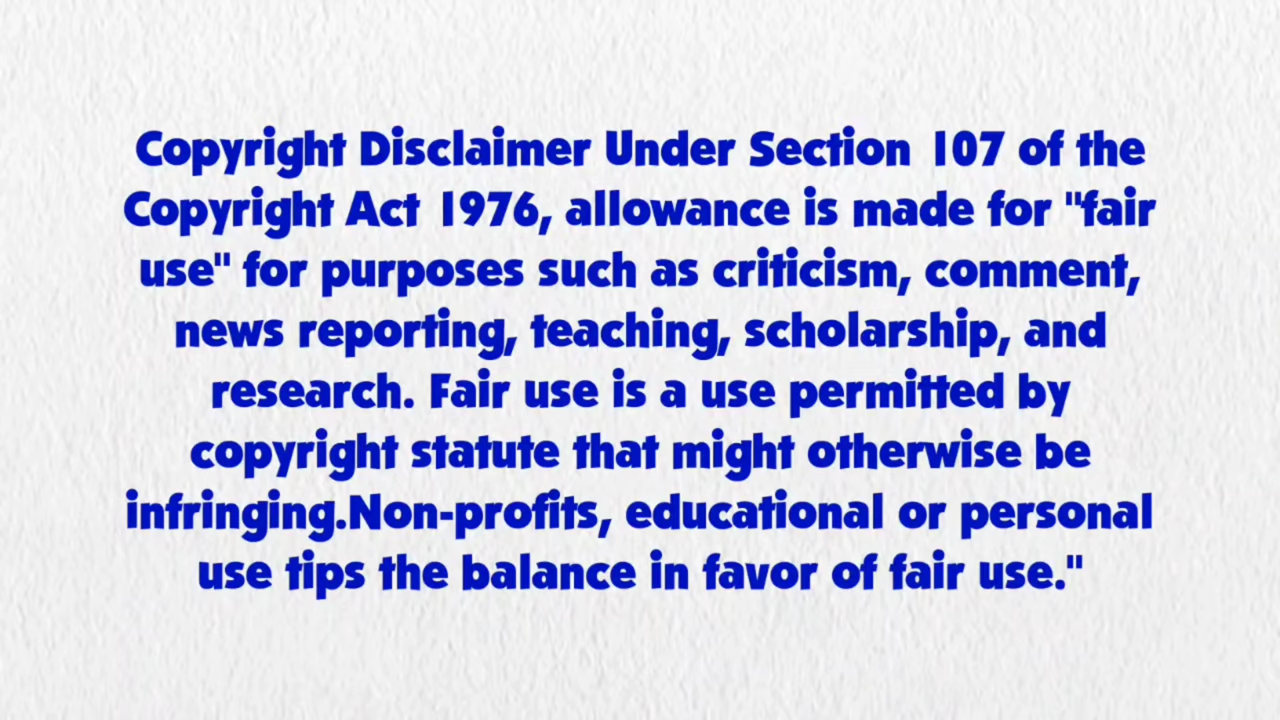 Copyright Disclaimer Under Section 107 of the
Copyright Act 1976, allowance is made for "fair
use" for purposes such as criticism, comment,
news reporting, teaching, scholarship, and
research. Fair use is a use permitted by
copyright statute that might otherwise be
infringing.Non-profits, educational or personal
use tips the balance in favor of fair use."